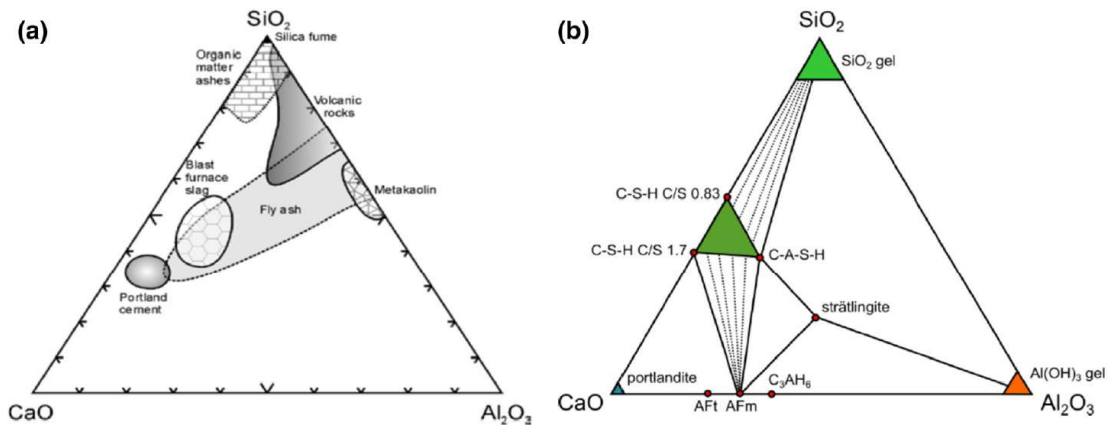 (a)
SiO₂
Silica fume
Organic
matter
ashes
Volcanic
rocks
Blast
furnace
slag
Metakaolin
Fly ash
Portland
cement
CaO
Al₂O₃
(b)
SiO₂
SiO₂ gel
C-S-H C/S 0.83
C-S-H C/S 1.7
C-A-S-H
strätlingite
portlandite
C₃AH₆
Al(OH)₃ gel
CaO
AFt
AFm
Al₂O₃